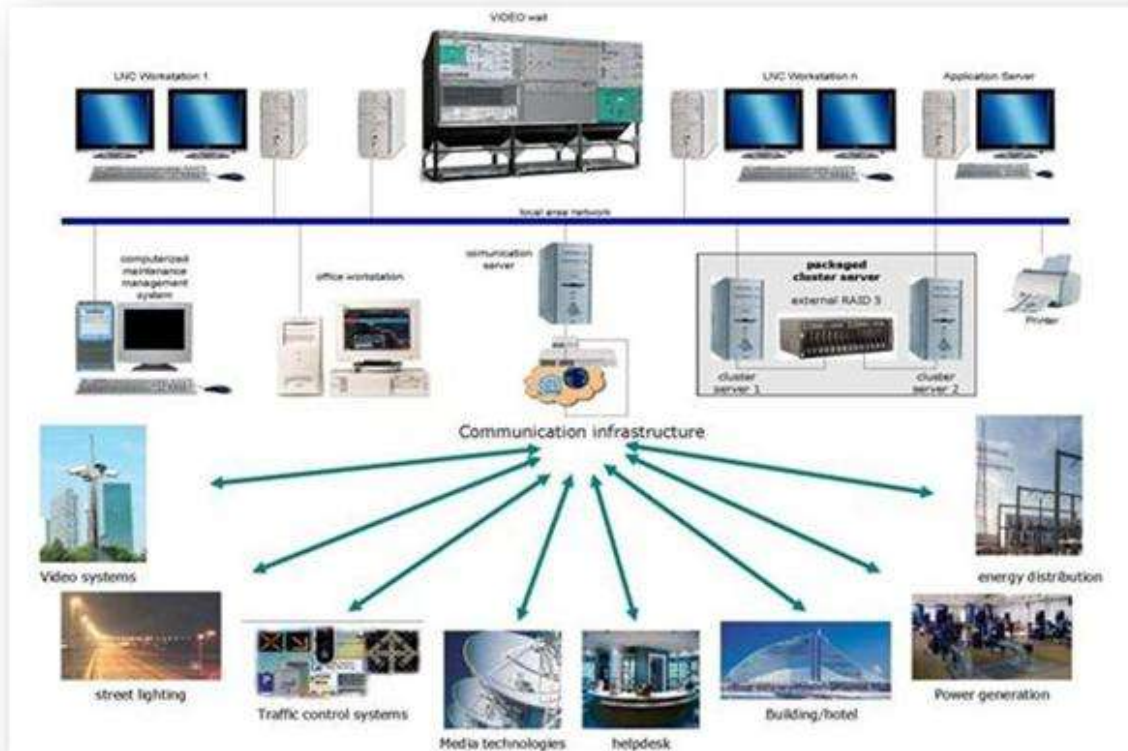 VIDEO wall
LNC Workstation 1
LNC Workstation n
Applicaton Server
local area network
computerized
maintenance
management
system
office workstation
comunication
server
packaged
cluster server
external RAID 5
cluster
server 1
cluster
server 2
Printer
Communication infrastructure
Video systems
energy distribution
street lighting
Traffic control systems
Media technologies
helpdesk
Building/hotel
Power generation